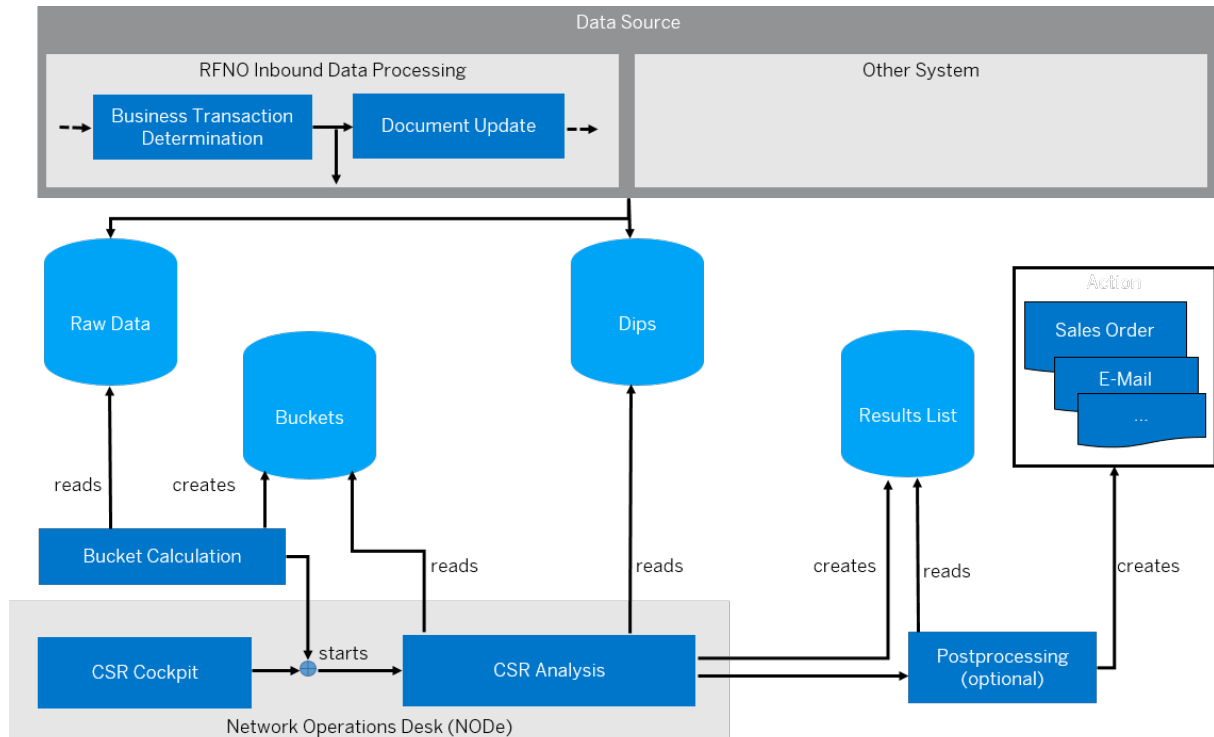 Data Source
RFNO Inbound Data Processing
Other System
Business Transaction
Determination
Document Update
Raw Data
Dips
Action
Sales Order
E-Mail
...
Buckets
Results List
reads
creates
Bucket Calculation
reads
reads
creates
reads
creates
CSR Cockpit
starts
CSR Analysis
Postprocessing
(optional)
Network Operations Desk (NODe)